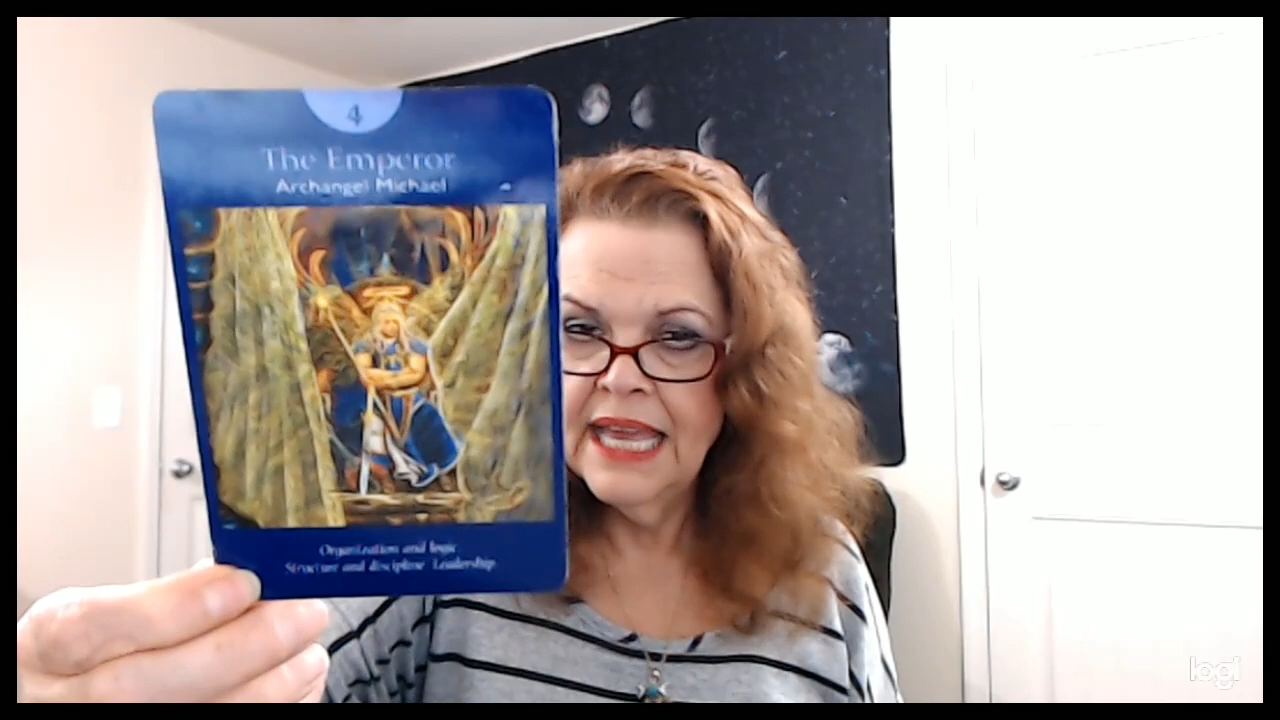 4
The Emperor
Archangel Michael
Organization and logic
Structure and discipline Leadership
logi